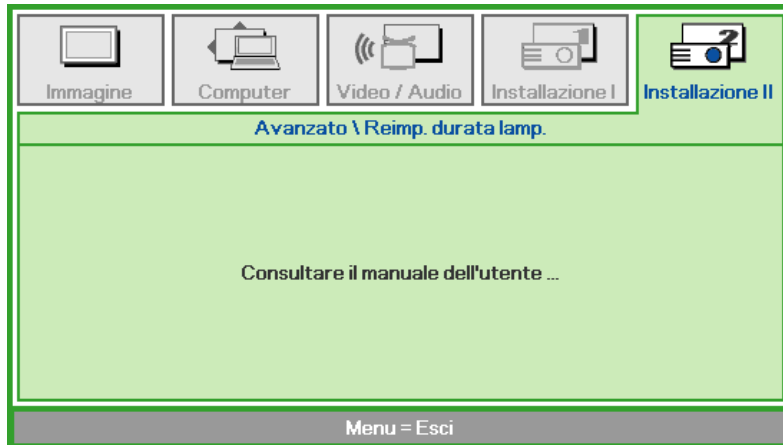 Immagine
Computer
Video / Audio
Installazione I
Installazione II
Avanzato \ Reimp. durata lamp.
Consultare il manuale dell'utente ...
Menu = Esci